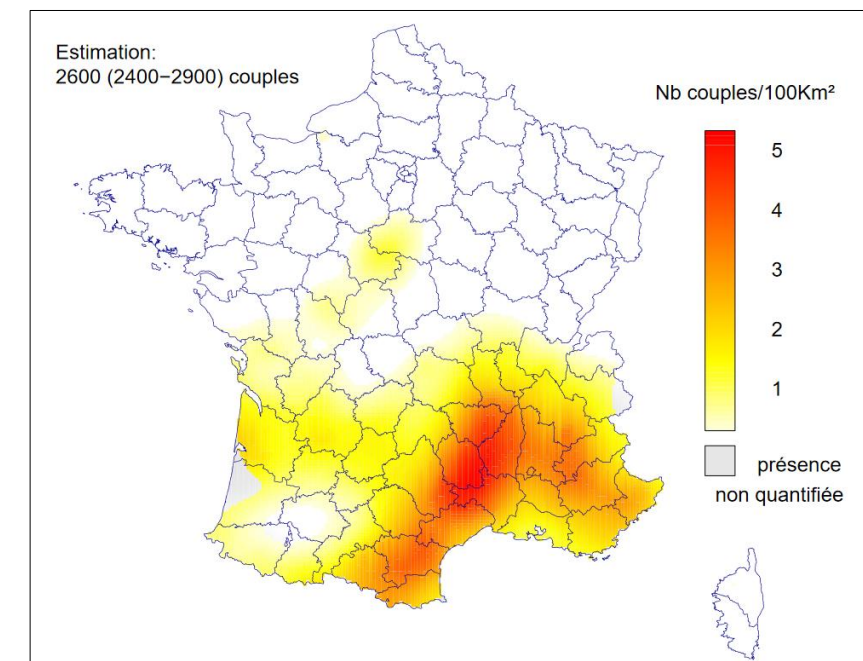 Estimation:
2600 (2400−2900) couples
Nb couples/100Km²
5
4
3
2
1
présence
non quantifiée